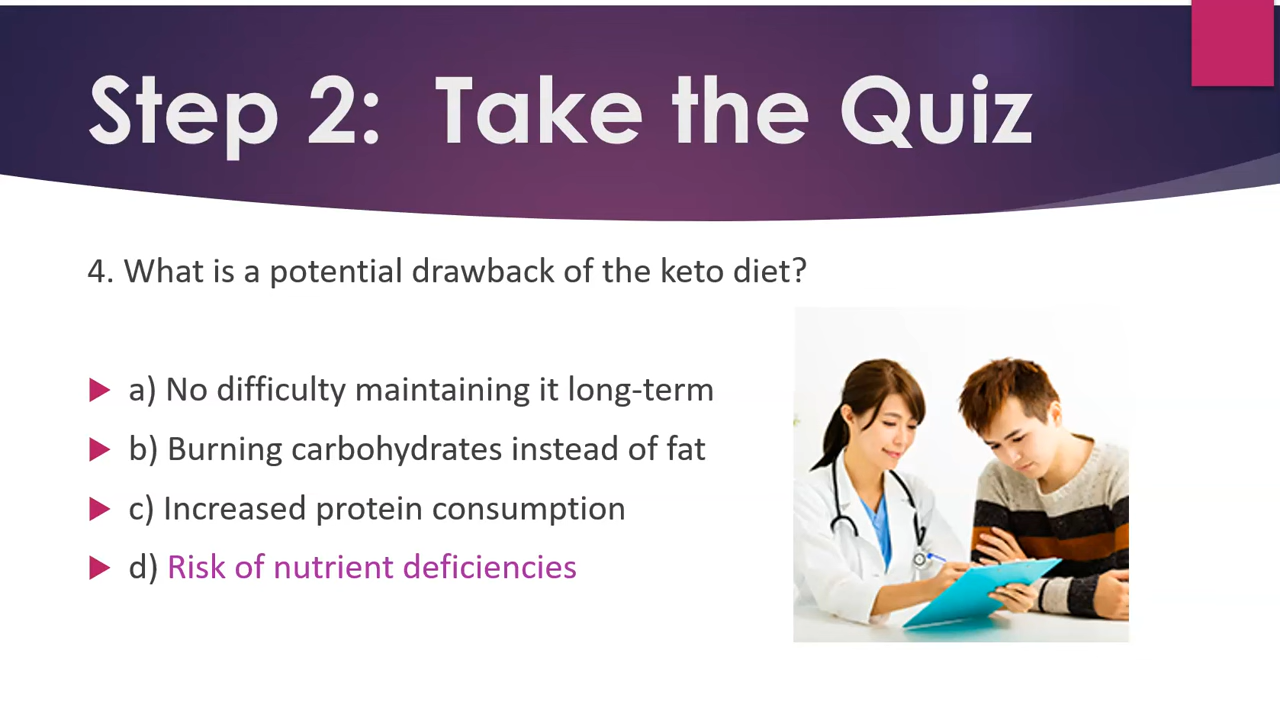 Step 2: Take the Quiz
4. What is a potential drawback of the keto diet?
a) No difficulty maintaining it long-term
b) Burning carbohydrates instead of fat
c) Increased protein consumption
d) Risk of nutrient deficiencies